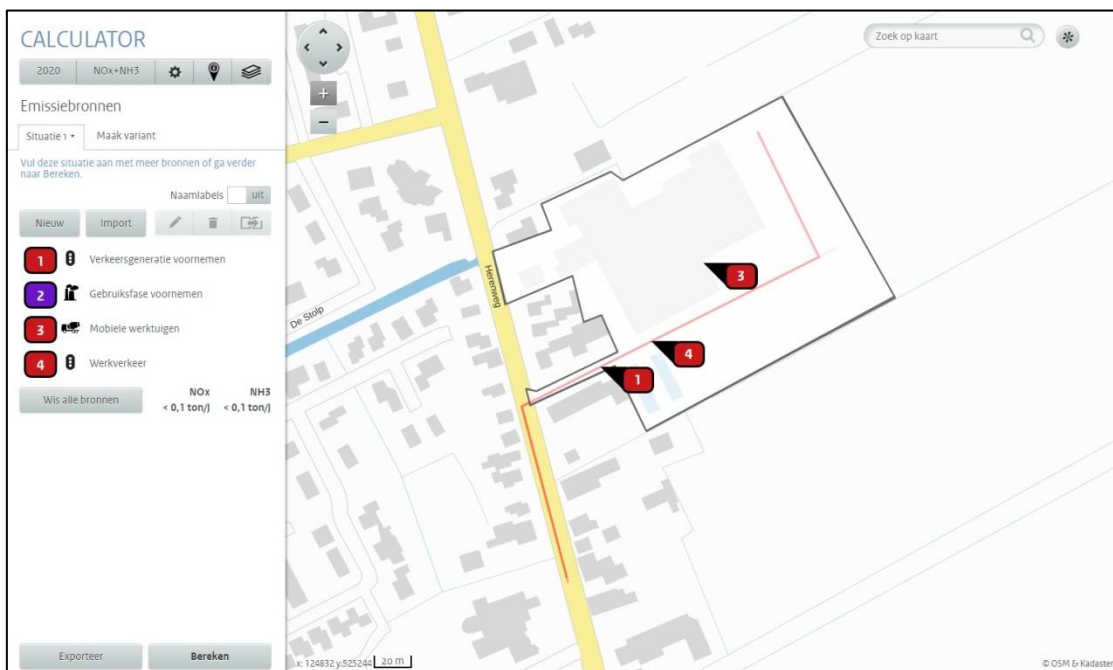 CALCULATOR
2020 NOx+NH3
Emissiebronnen
Situatie 1 Maak variant
Vul deze situatie aan met meer bronnen of ga verder
naar Bereken.
Naamlabels uit
Nieuw Import
1 Verkeersgeneratie voornemen
2 Gebruiksfase voornemen
3 Mobiele werktuigen
4 Werkverkeer
Wis alle bronnen
NOx NH3
< 0,1 ton/j < 0,1 ton/j
Exporteer Bereken
Zoek op kaart
Herenweg
De Stolp
3
4
1
x: 124832 y:525244 20 m
© OSM & Kadaster